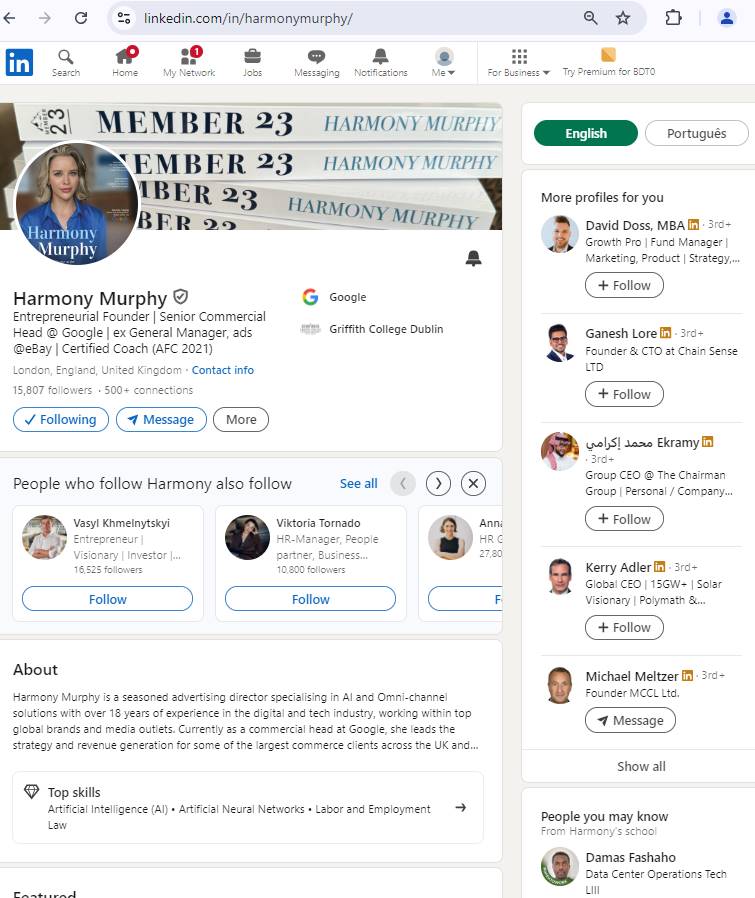 linkedin.com/in/harmonymurphy/
in
Search
Home
1
My Network
Jobs
Messaging
Notifications
Me
For Business
Try Premium for BDT0
MEMBER 23
MEMBER 23 HARMONY MURPHY
EMBER 23 HARMONY MURPHY
MBER 23 HARMONY MURPHY
BER 23
Harmony
Murphy
Harmony Murphy
Entrepreneurial Founder | Senior Commercial
Head @ Google | ex General Manager, ads
@eBay | Certified Coach (AFC 2021)
London, England, United Kingdom · Contact info
15,807 followers · 500+ connections
Following
Message
More
Google
Griffith College Dublin
People who follow Harmony also follow
See all
Vasyl Khmelnytskyi
Entrepreneur |
Visionary | Investor |...
16,525 followers
Follow
Viktoria Tornado
HR-Manager, People
partner, Business...
10,800 followers
Follow
Anna
HR G
27,80
F
About
Harmony Murphy is a seasoned advertising director specialising in AI and Omni-channel
solutions with over 18 years of experience in the digital and tech industry, working within top
global brands and media outlets. Currently as a commercial head at Google, she leads the
strategy and revenue generation for some of the largest commerce clients across the UK and...
Top skills
Artificial Intelligence (AI) • Artificial Neural Networks • Labor and Employment
Law
Featured
English
Português
More profiles for you
David Doss, MBA in · 3rd+
Growth Pro | Fund Manager |
Marketing, Product | Strategy,...
+ Follow
Ganesh Lore in · 3rd+
Founder & CTO at Chain Sense
LTD
+ Follow
محمد إكرامي Ekramy in
· 3rd+
Group CEO @ The Chairman
Group | Personal / Company...
+ Follow
Kerry Adler in · 3rd+
Global CEO | 15GW+ | Solar
Visionary | Polymath &...
+ Follow
Michael Meltzer in · 3rd+
Founder MCCL Ltd.
Message
Show all
People you may know
From Harmony's school
Damas Fashaho
Data Center Operations Tech
LIII